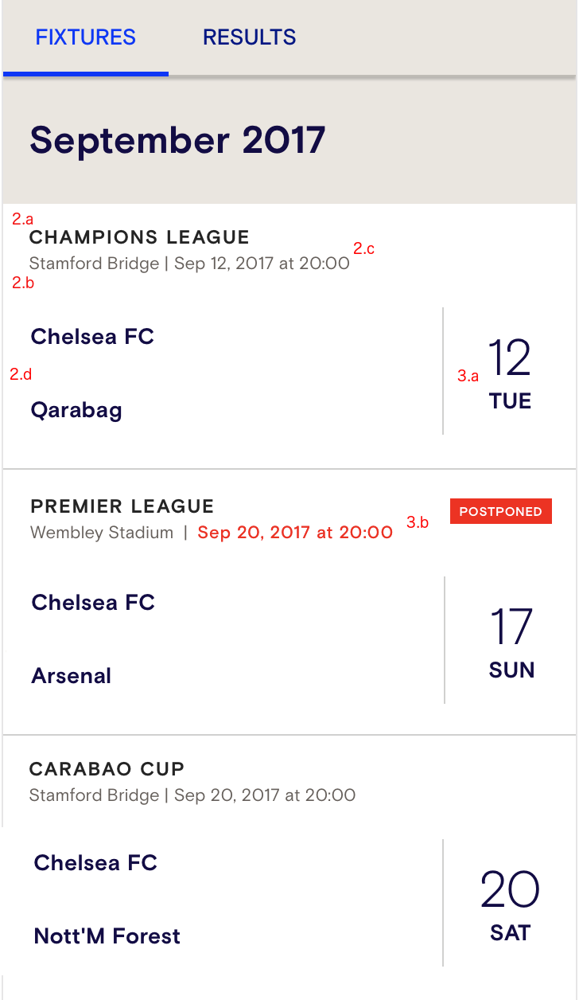 FIXTURES RESULTS
September 2017
2.a
CHAMPIONS LEAGUE
2.c
Stamford Bridge | Sep 12, 2017 at 20:00
2.b
Chelsea FC
12
2.d
3.a
TUE
Qarabag
PREMIER LEAGUE
POSTPONED
Wembley Stadium | Sep 20, 2017 at 20:00
3.b
Chelsea FC
17
SUN
Arsenal
CARABAO CUP
Stamford Bridge | Sep 20, 2017 at 20:00
Chelsea FC
20
SAT
Nott'M Forest